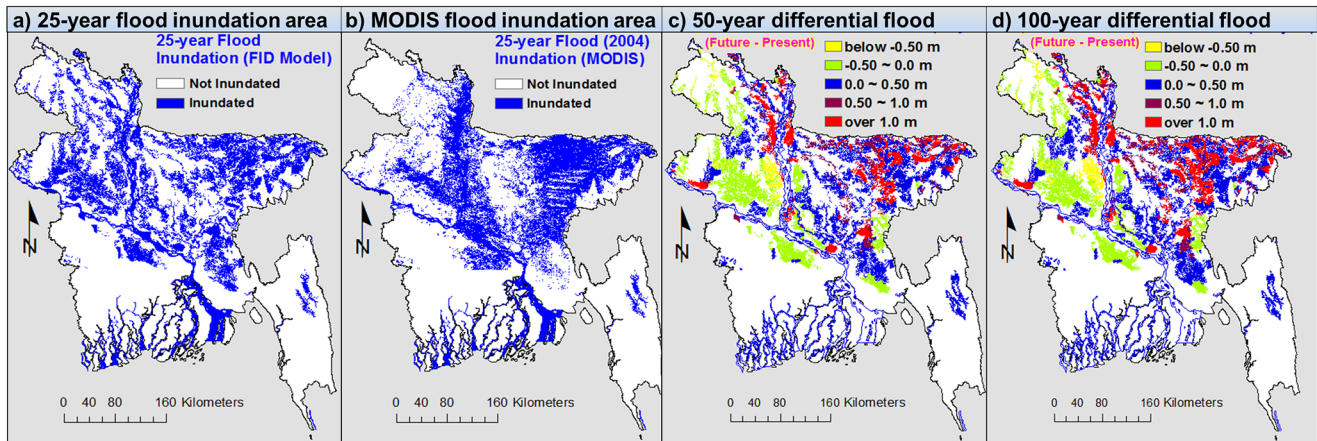 a) 25-year flood inundation area
25-year Flood
Inundation (FID Model)
Not Inundated
Inundated
N
0 40 80 160 Kilometers
b) MODIS flood inundation area
25-year Flood (2004)
Inundation (MODIS)
Not Inundated
Inundated
N
0 40 80 160 Kilometers
c) 50-year differential flood
(Future - Present)
below -0.50 m
-0.50 ~ 0.0 m
0.0 ~ 0.50 m
0.50 ~ 1.0 m
over 1.0 m
N
0 40 80 160 Kilometers
d) 100-year differential flood
(Future - Present)
below -0.50 m
-0.50 ~ 0.0 m
0.0 ~ 0.50 m
0.50 ~ 1.0 m
over 1.0 m
N
0 40 80 160 Kilometers